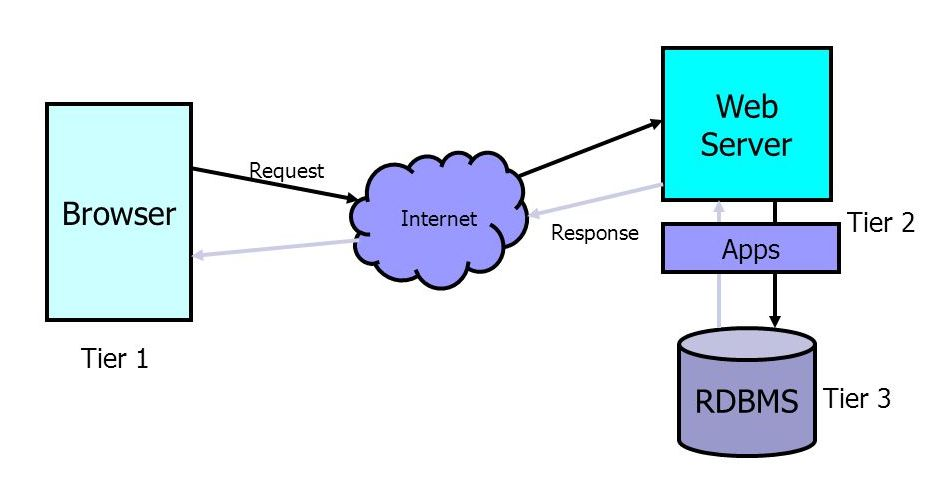 Web
Server
Request
Browser
Internet
Response
Tier 2
Apps
Tier 1
RDBMS
Tier 3